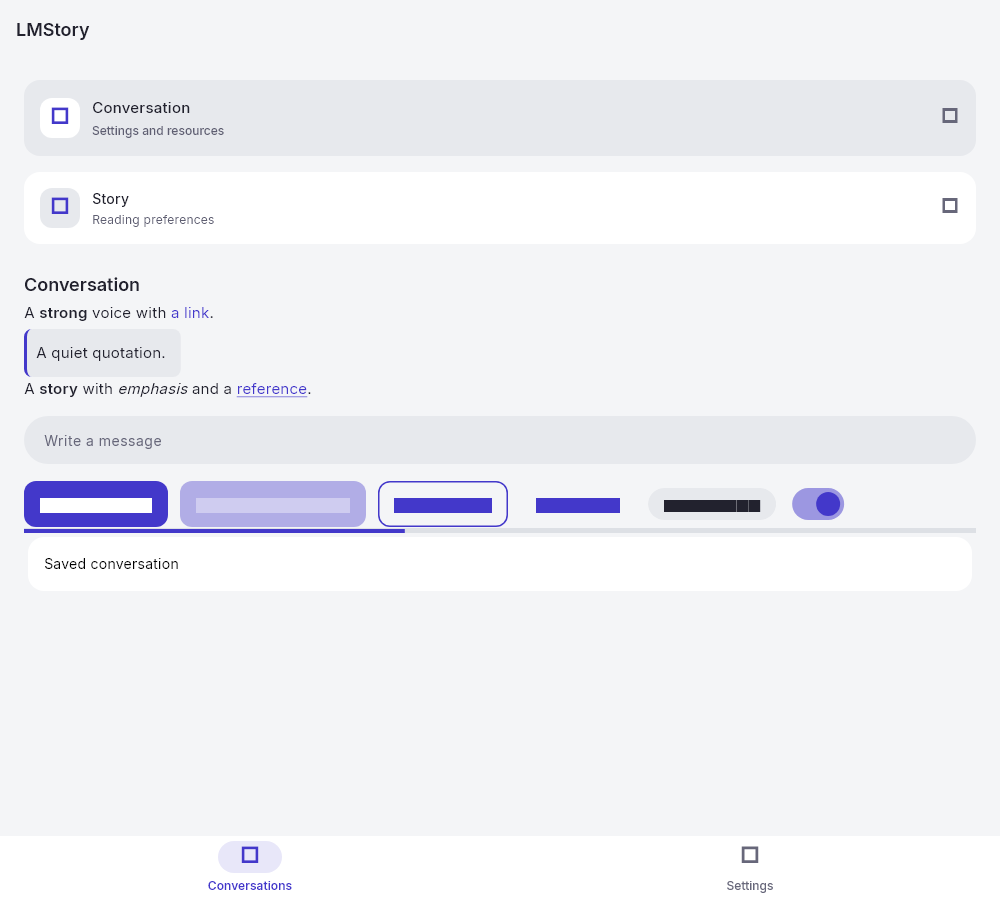 LMStory
Conversation
Settings and resources
Story
Reading preferences
Conversation
A strong voice with a link.
A quiet quotation.
A story with emphasis and a reference.
Write a message
Saved conversation
Conversations
Settings